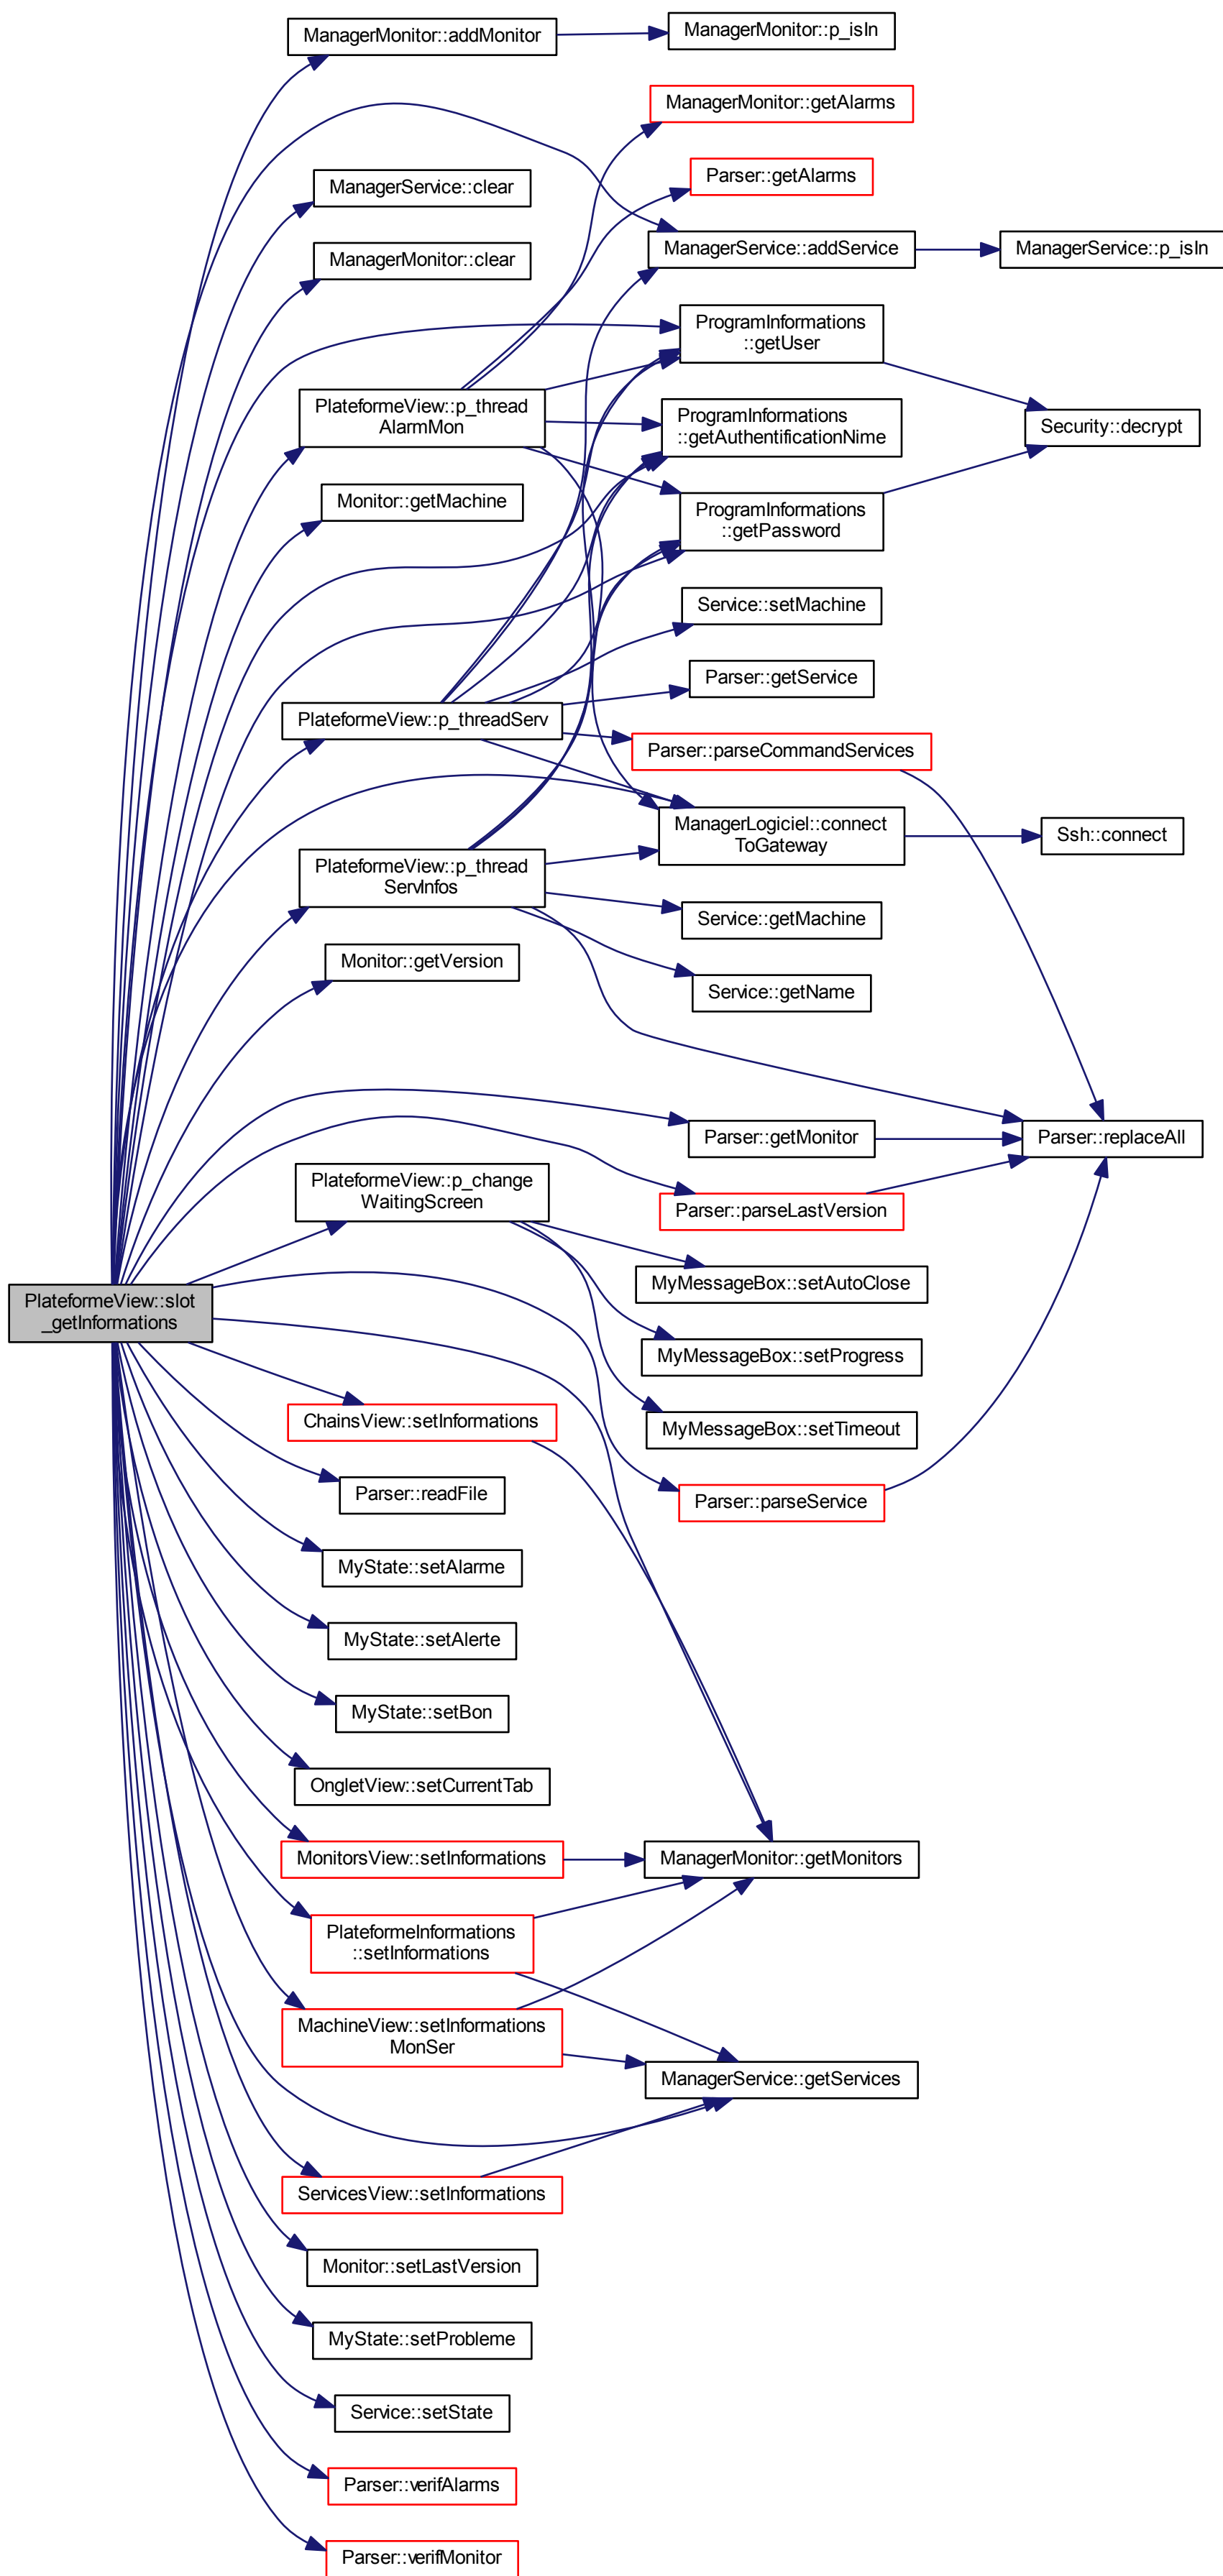 ManagerMonitor::addMonitor
ManagerMonitor::p_isIn
ManagerMonitor::getAlarms
Parser::getAlarms
ManagerService::clear
ManagerService::addService
ManagerService::p_isIn
ManagerMonitor::clear
ProgramInformations
::getUser
PlateformeView::p_thread
AlarmMon
ProgramInformations
::getAuthentificationNime
Security::decrypt
Monitor::getMachine
ProgramInformations
::getPassword
Service::setMachine
Parser::getService
PlateformeView::p_threadServ
Parser::parseCommandServices
ManagerLogiciel::connect
ToGateway
Ssh::connect
PlateformeView::p_thread
ServInfos
Service::getMachine
Monitor::getVersion
Service::getName
Parser::getMonitor
Parser::replaceAll
PlateformeView::p_change
WaitingScreen
Parser::parseLastVersion
MyMessageBox::setAutoClose
PlateformeView::slot
_getInformations
MyMessageBox::setProgress
ChainsView::setInformations
MyMessageBox::setTimeout
Parser::readFile
Parser::parseService
MyState::setAlarme
MyState::setAlerte
MyState::setBon
OngletView::setCurrentTab
MonitorsView::setInformations
ManagerMonitor::getMonitors
PlateformeInformations
::setInformations
MachineView::setInformations
MonSer
ManagerService::getServices
ServicesView::setInformations
Monitor::setLastVersion
MyState::setProbleme
Service::setState
Parser::verifAlarms
Parser::verifMonitor